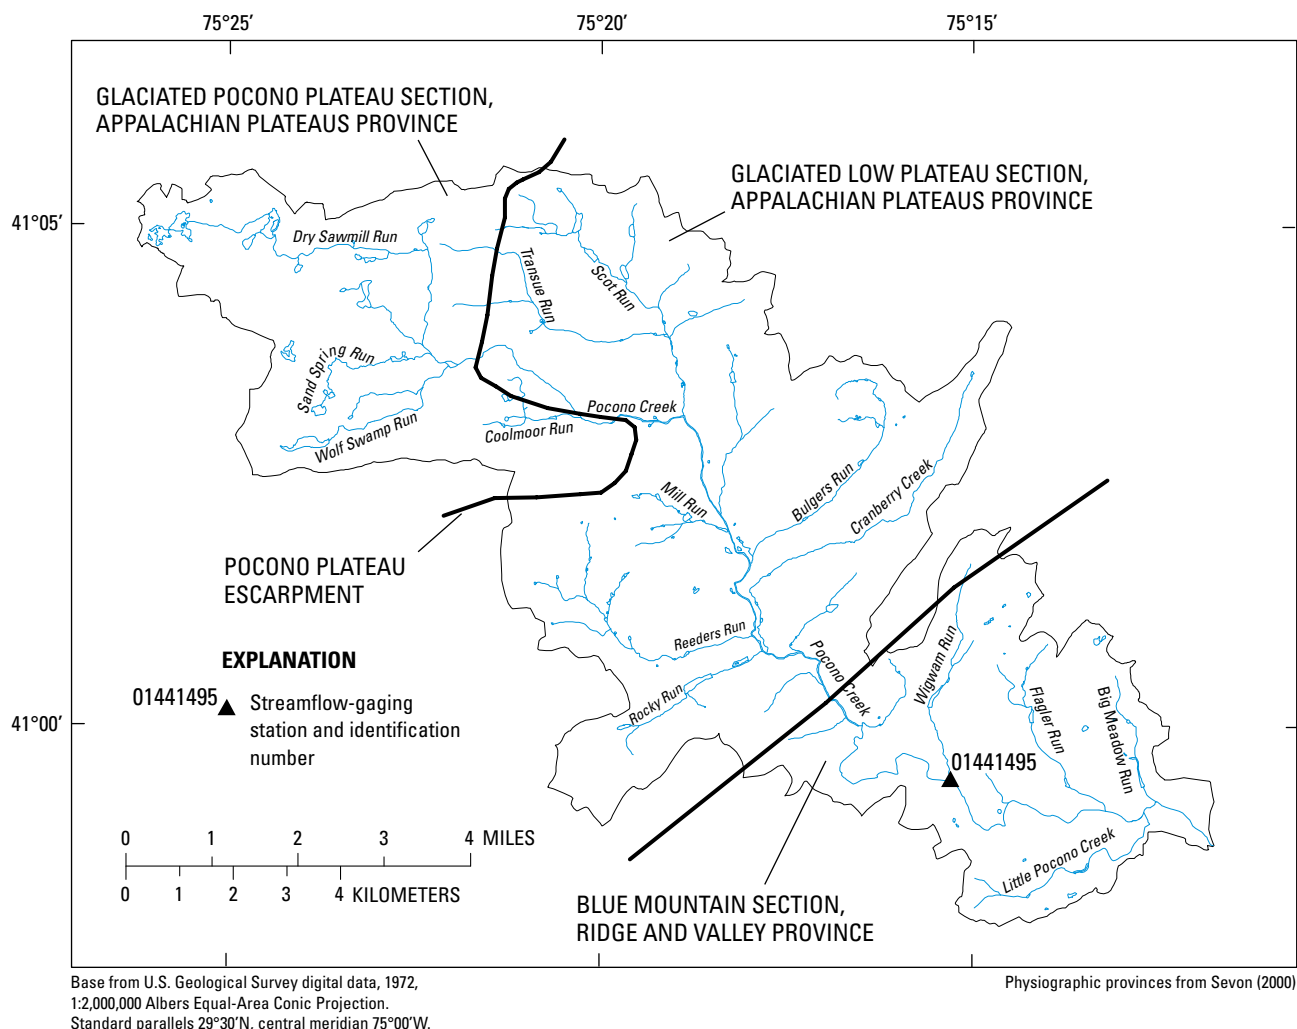 75°25′
75°20′
75°15′
GLACIATED POCONO PLATEAU SECTION,
APPALACHIAN PLATEAUS PROVINCE
GLACIATED LOW PLATEAU SECTION,
APPALACHIAN PLATEAUS PROVINCE
41°05′
Dry Sawmill Run
Transue Run
Scot Run
Sand Spring Run
Wolf Swamp Run
Coolmoor Run
Pocono Creek
Mill Run
Bulgers Run
Cranberry Creek
POCONO PLATEAU
ESCARPMENT
Reeders Run
Rocky Run
Pocono Creek
Wigwam Run
Flagler Run
Big Meadow Run
EXPLANATION
01441495
Streamflow-gaging
station and identification
number
41°00′
01441495
0 1 2 3 4 MILES
0 1 2 3 4 KILOMETERS
Little Pocono Creek
BLUE MOUNTAIN SECTION,
RIDGE AND VALLEY PROVINCE
Base from U.S. Geological Survey digital data, 1972,
1:2,000,000 Albers Equal-Area Conic Projection.
Standard parallels 29°30′N, central meridian 75°00′W.
Physiographic provinces from Sevon (2000)